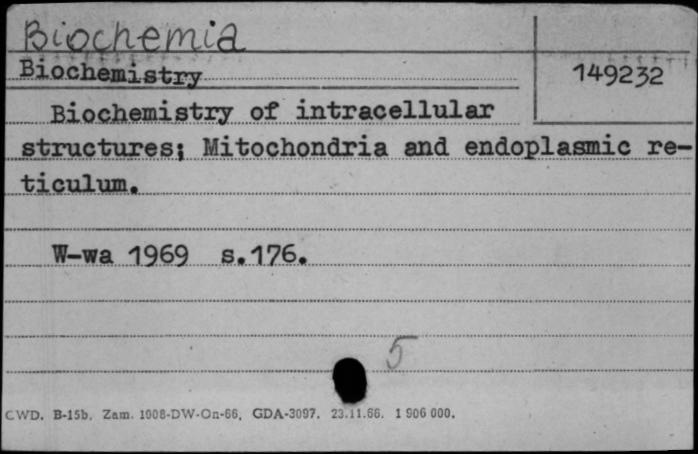 Biochemia
Biochemistry
149232
Biochemistry of intracellular
structures; Mitochondria and endoplasmic re-
ticulum.
W-wa 1969 s.176.
5
CWD. B-15b. Zam. 1008-DW-On-66. GDA-3097. 23.11.66. 1 906 000.